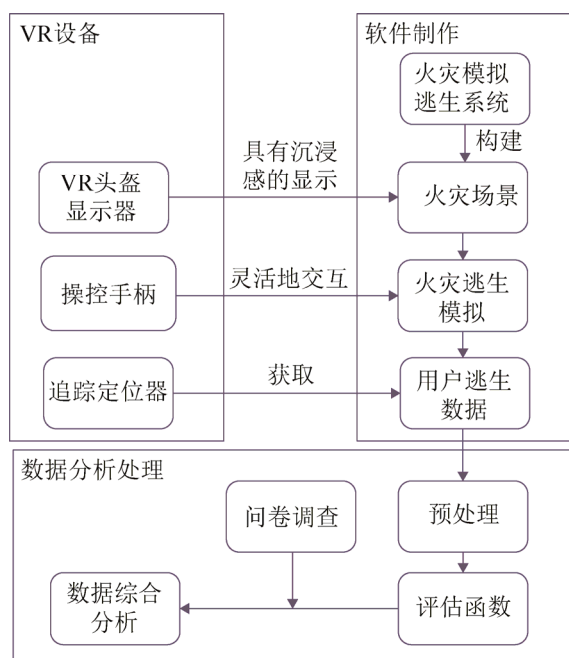 VR设备
软件制作
火灾模拟
逃生系统
构建
具有沉浸
感的显示
VR头盔
显示器
火灾场景
操控手柄
灵活地交互
火灾逃生
模拟
追踪定位器
获取
用户逃生
数据
数据分析处理
问卷调查
预处理
数据综合
分析
评估函数